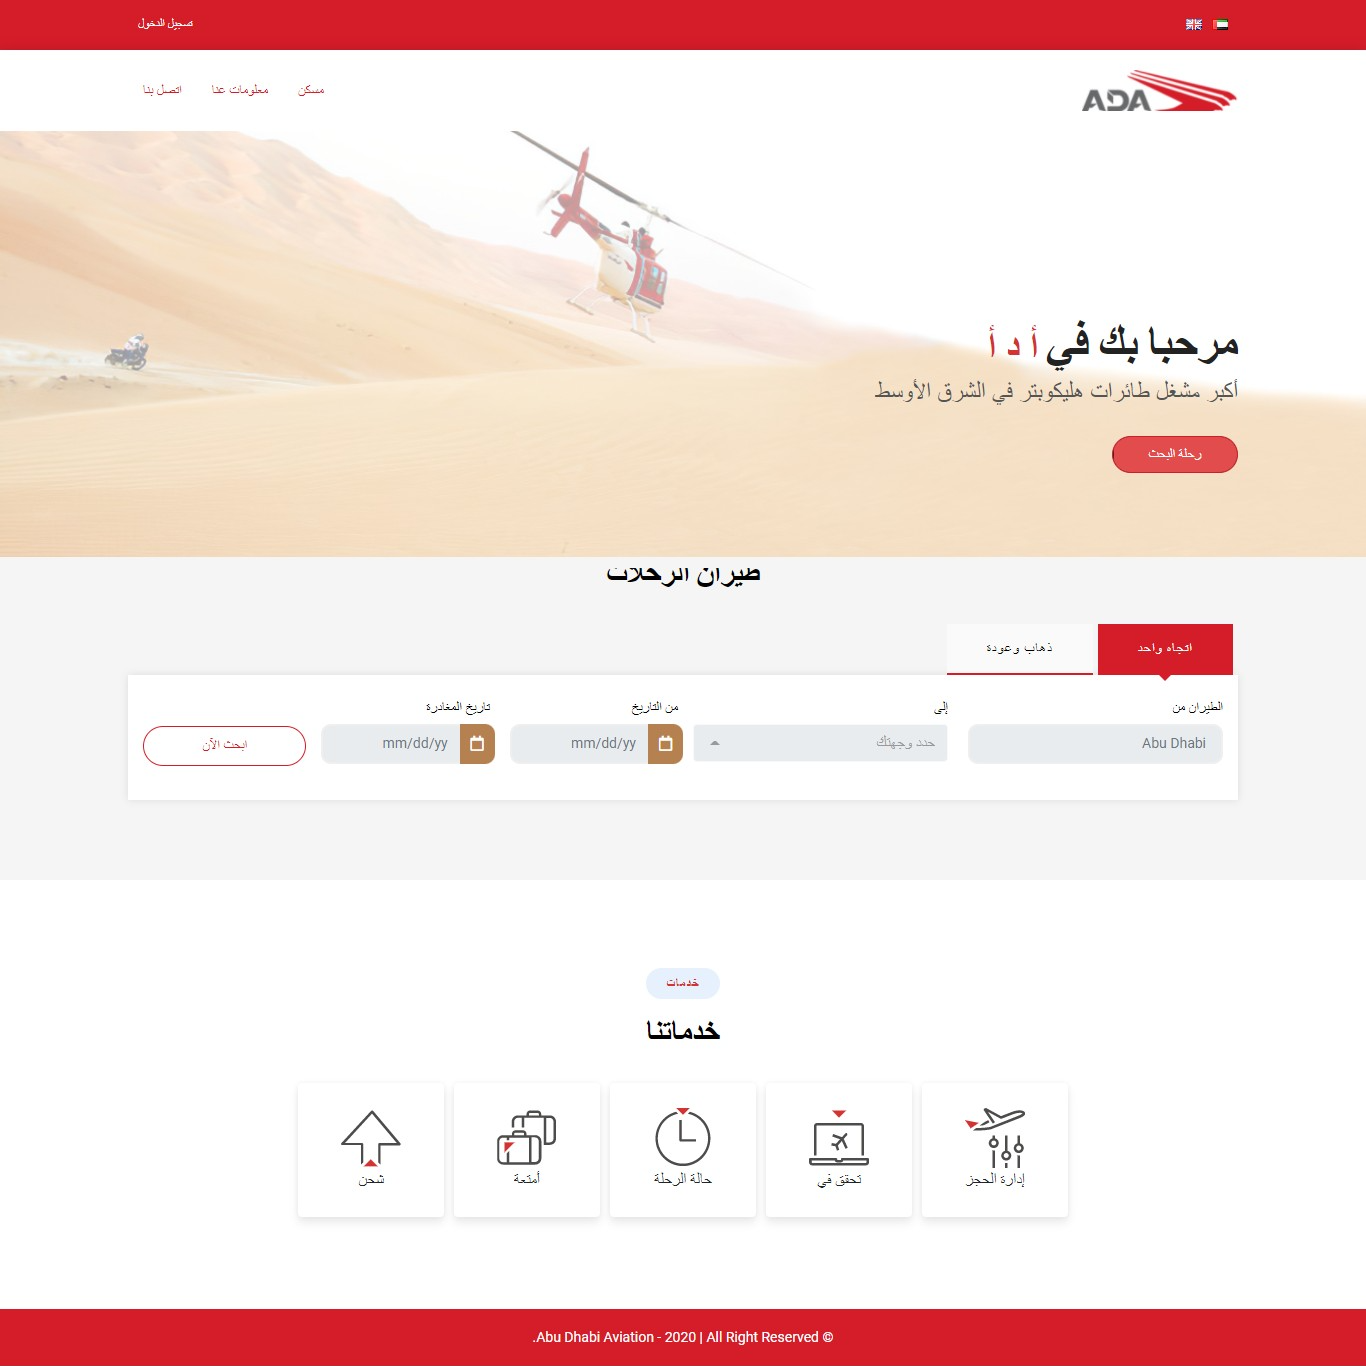 تسجيل الدخول
ADA
مسكن
معلومات عنا
اتصل بنا
مرحبا بك في أ د أ
أكبر مشغل طائرات هليكوبتر في الشرق الأوسط
رحلة البحث
طيران الرحلات
اتجاه واحد
ذهاب وعودة
الطيران من
إلى
من التاريخ
تاريخ المغادرة
Abu Dhabi
حدد وجهتك
mm/dd/yy
mm/dd/yy
ابحث الآن
خدمات
خدماتنا
إدارة الحجز
تحقق في
حالة الرحلة
أمتعة
شحن
.Abu Dhabi Aviation - 2020 | All Right Reserved ©